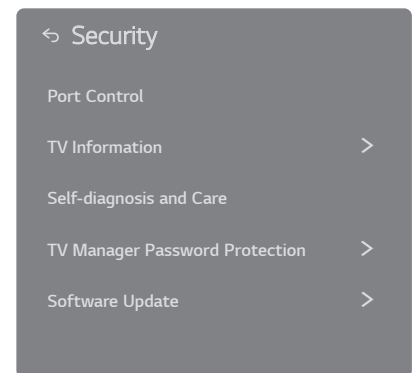 Security
Port Control
TV Information
Self-diagnosis and Care
TV Manager Password Protection
Software Update